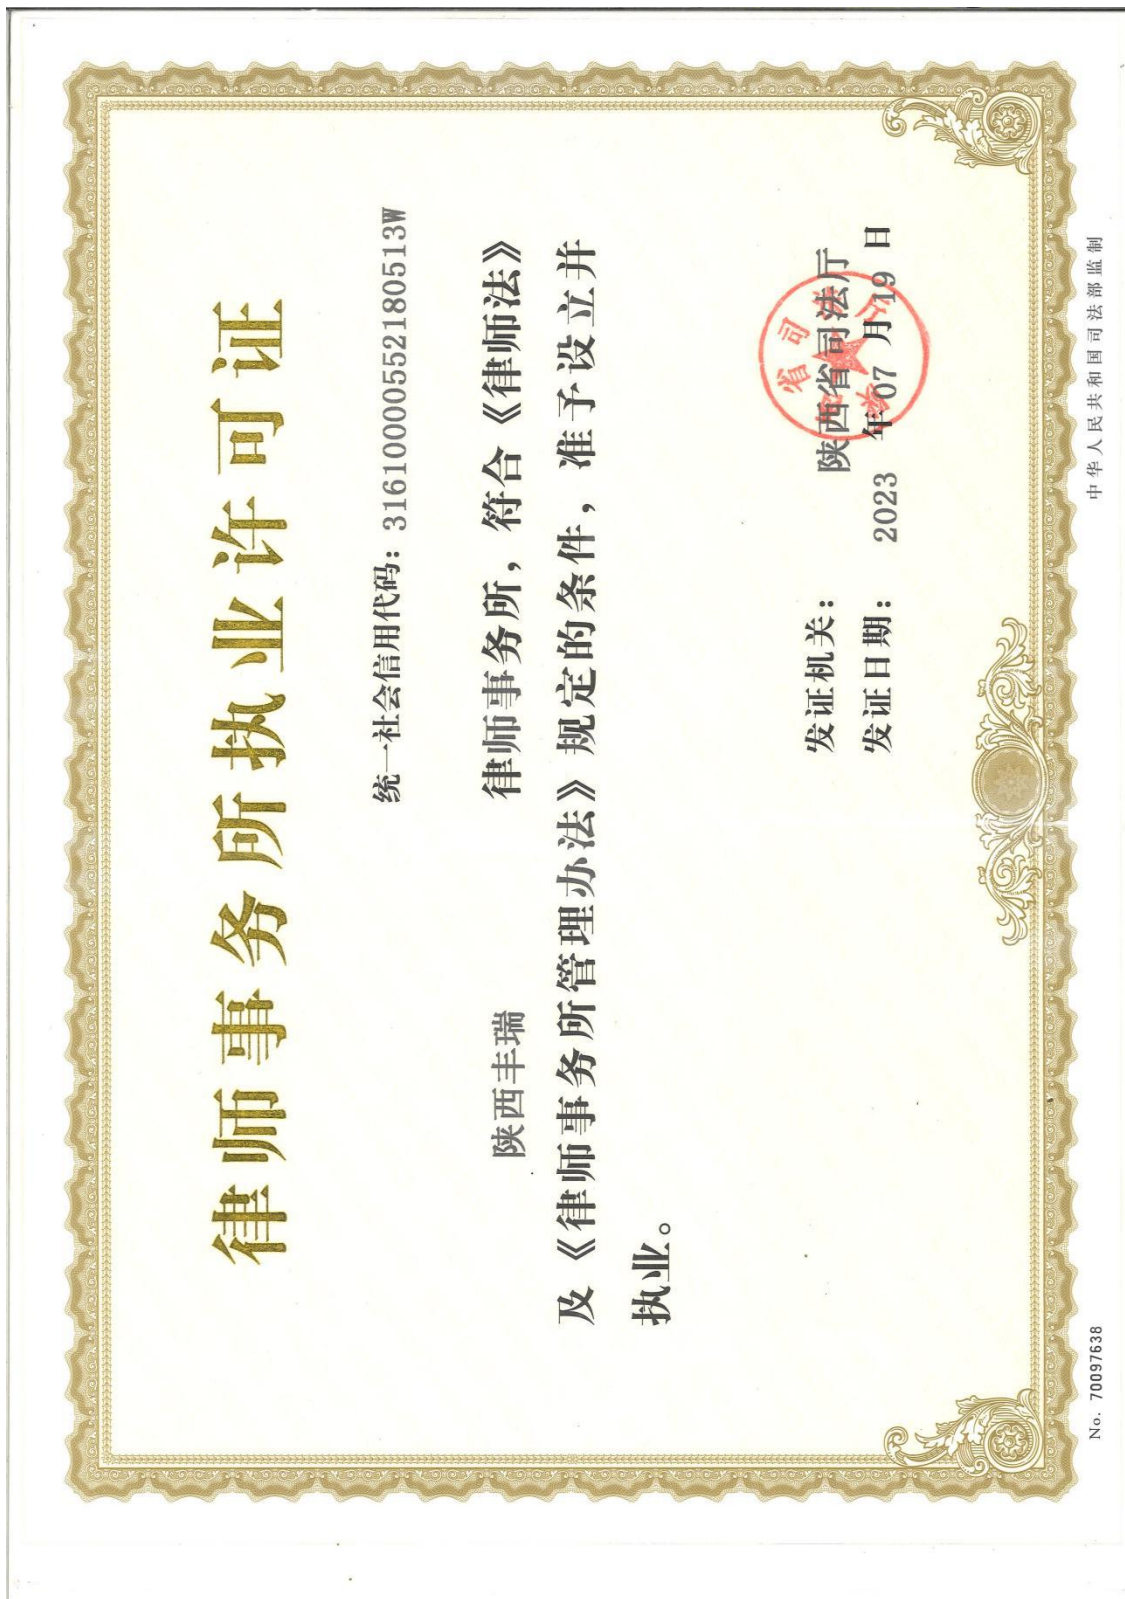 律师事务所执业许可证
统一社会信用代码：31610000552180513W
陕西丰瑞 律师事务所，符合《律师法》
及《律师事务所管理办法》规定的条件，准予设立并
执业。
发证机关： 陕西省司法厅
发证日期： 2023 年 07 月 19 日
No. 70097638 中华人民共和国司法部监制